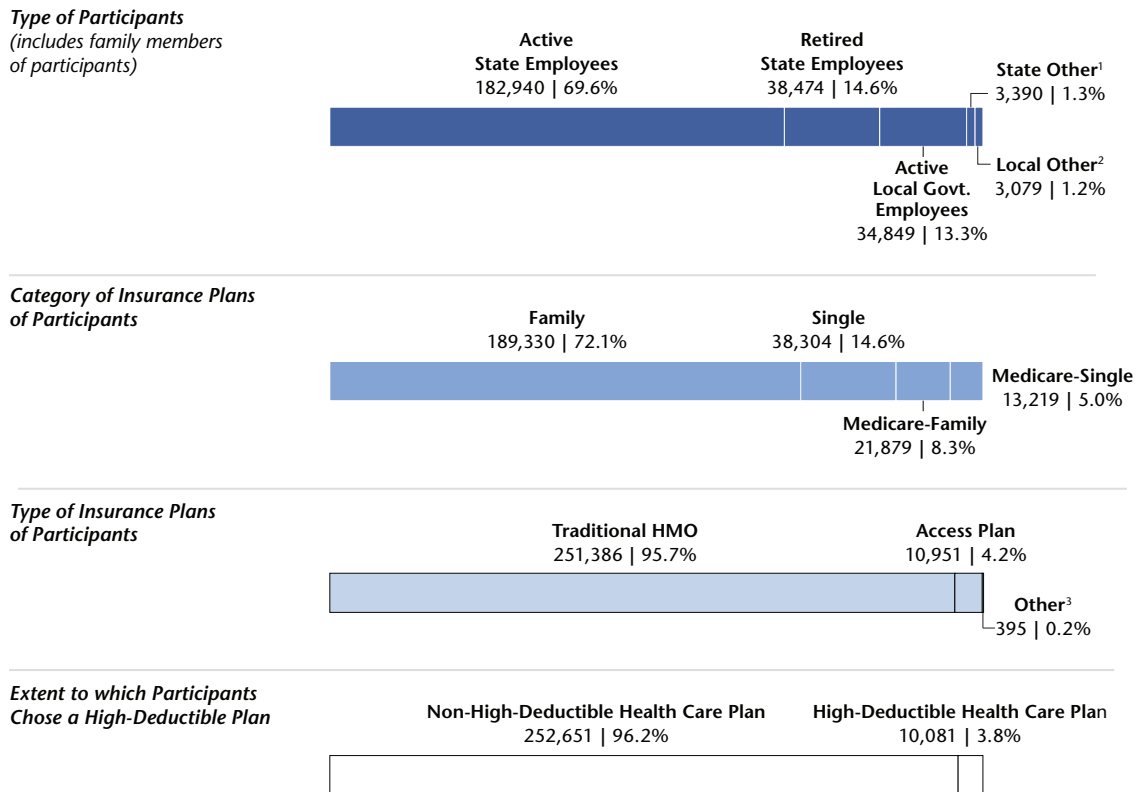 Type of Participants
(includes family members
of participants)
Active
State Employees
182,940 | 69.6%
Retired
State Employees
38,474 | 14.6%
State Other¹
3,390 | 1.3%
Active
Local Govt.
Employees
34,849 | 13.3%
Local Other²
3,079 | 1.2%
Category of Insurance Plans
of Participants
Family
189,330 | 72.1%
Single
38,304 | 14.6%
Medicare-Single
13,219 | 5.0%
Medicare-Family
21,879 | 8.3%
Type of Insurance Plans
of Participants
Traditional HMO
251,386 | 95.7%
Access Plan
10,951 | 4.2%
Other³
395 | 0.2%
Extent to which Participants
Chose a High-Deductible Plan
Non-High-Deductible Health Care Plan
252,651 | 96.2%
High-Deductible Health Care Plan
10,081 | 3.8%